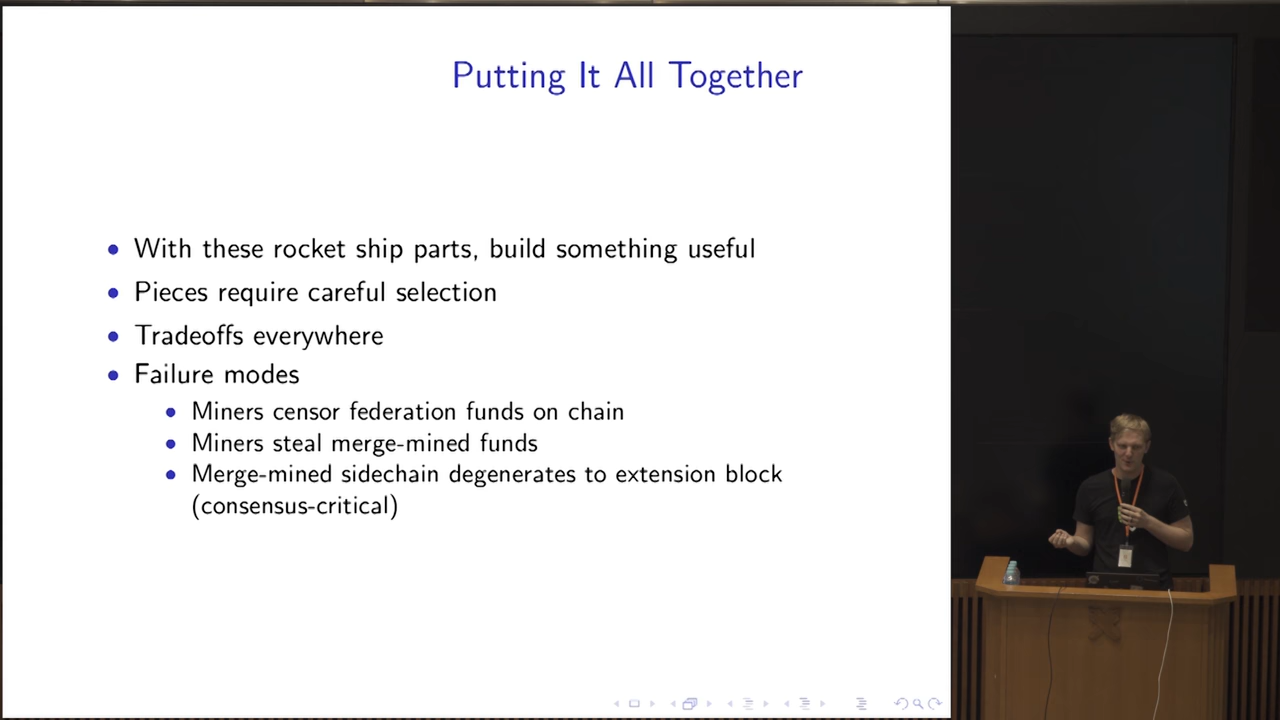 Putting It All Together
With these rocket ship parts, build something useful
Pieces require careful selection
Tradeoffs everywhere
Failure modes
Miners censor federation funds on chain
Miners steal merge-mined funds
Merge-mined sidechain degenerates to extension block
(consensus-critical)